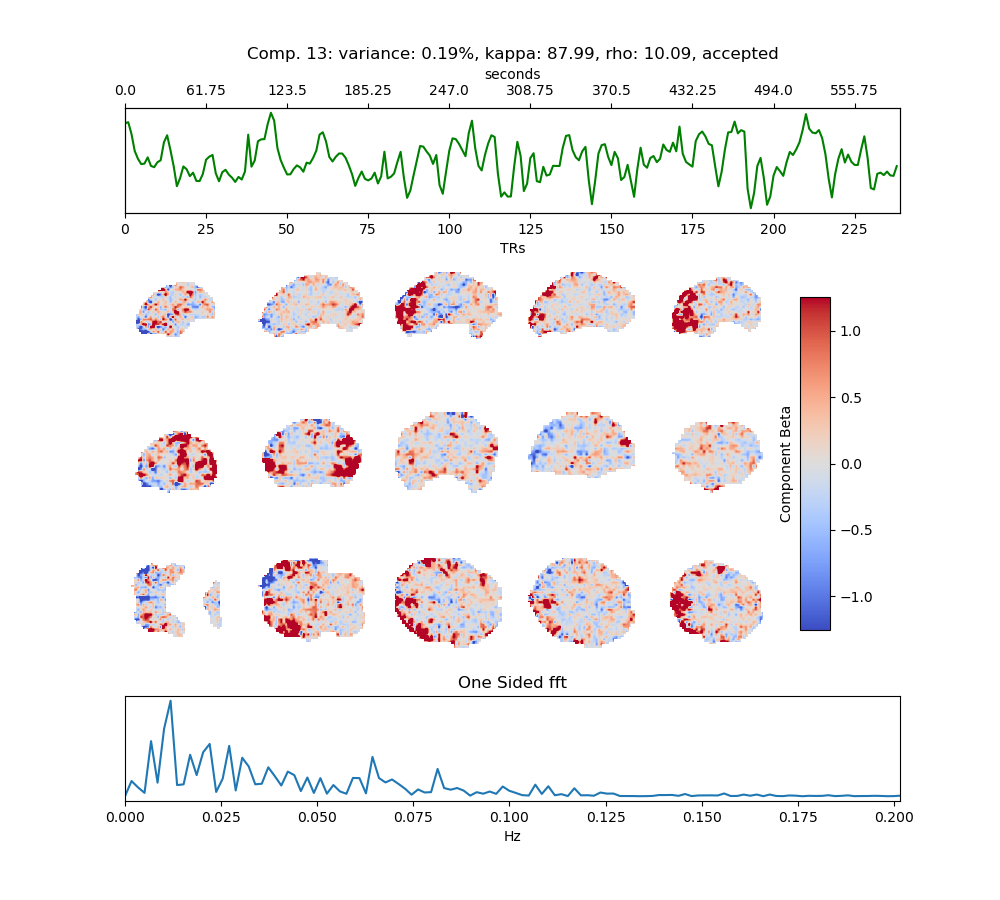 Comp. 13: variance: 0.19%, kappa: 87.99, rho: 10.09, accepted
seconds
0.0 61.75 123.5 185.25 247.0 308.75 370.5 432.25 494.0 555.75
0 25 50 75 100 125 150 175 200 225
TRs
1.0
0.5
0.0
−0.5
−1.0
Component Beta
One Sided fft
0.000 0.025 0.050 0.075 0.100 0.125 0.150 0.175 0.200
Hz